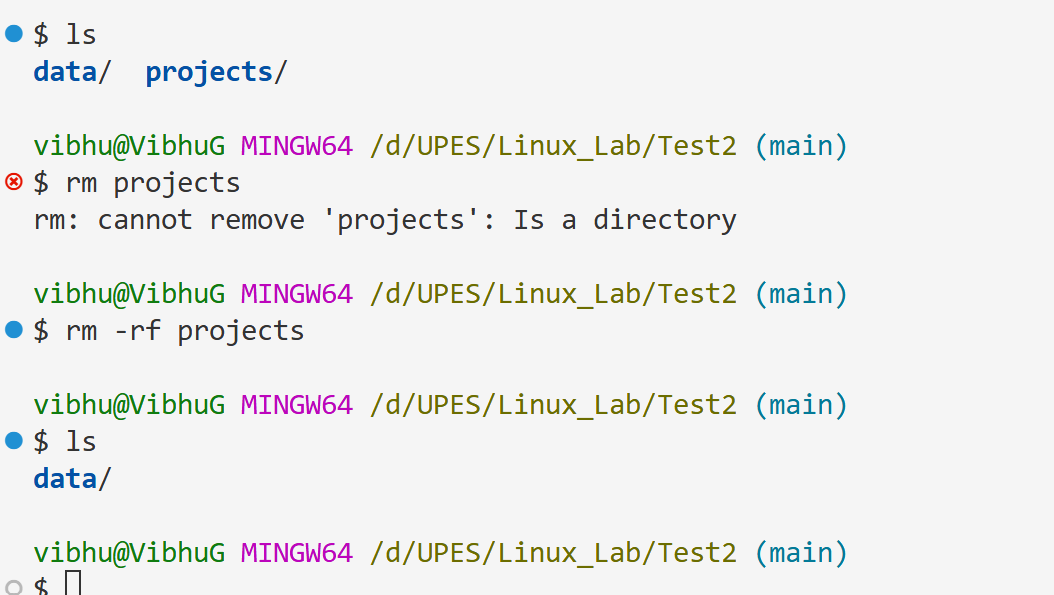 $ ls
data/  projects/
vibhu@VibhuG MINGW64 /d/UPES/Linux_Lab/Test2 (main)
$ rm projects
rm: cannot remove 'projects': Is a directory
vibhu@VibhuG MINGW64 /d/UPES/Linux_Lab/Test2 (main)
$ rm -rf projects
vibhu@VibhuG MINGW64 /d/UPES/Linux_Lab/Test2 (main)
$ ls
data/
vibhu@VibhuG MINGW64 /d/UPES/Linux_Lab/Test2 (main)
$